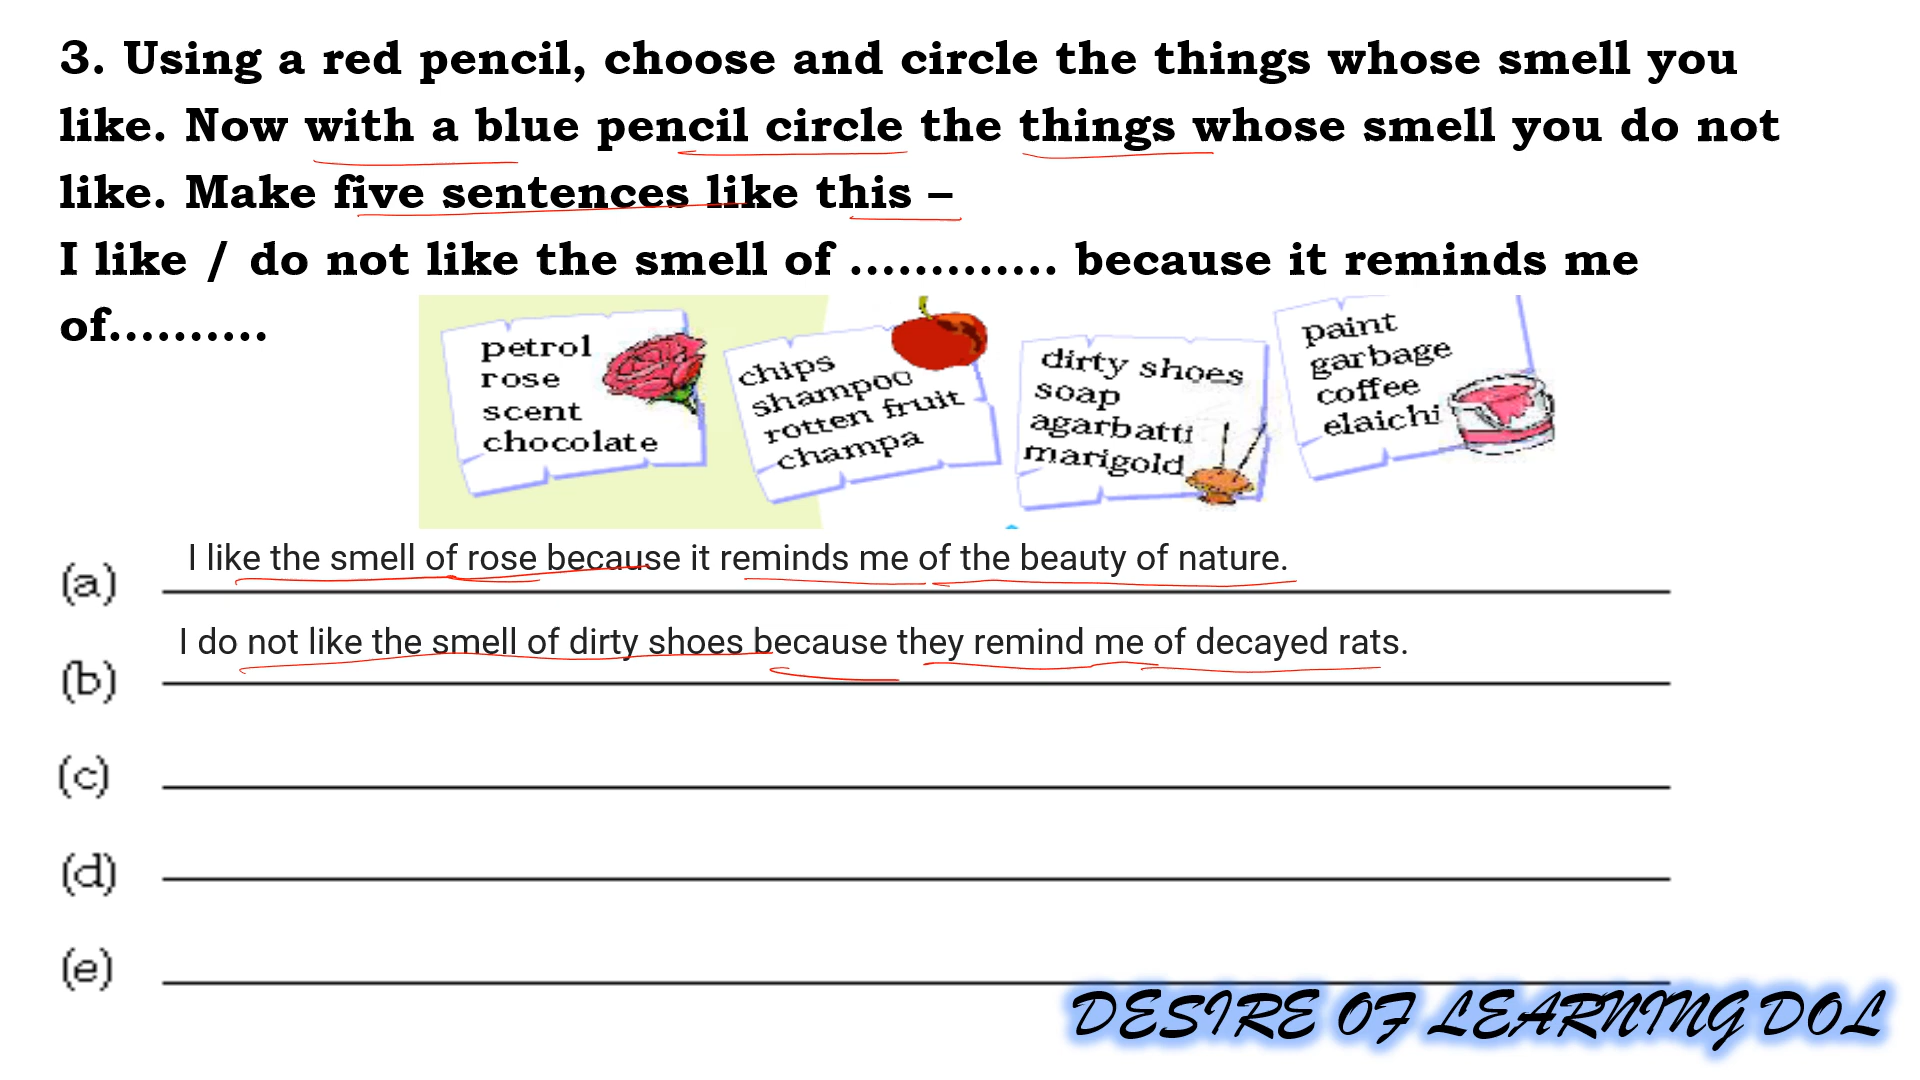 3. Using a red pencil, choose and circle the things whose smell you
like. Now with a blue pencil circle the things whose smell you do not
like. Make five sentences like this –
I like / do not like the smell of ............. because it reminds me
of..........
petrol
rose
scent
chocolate
chips
shampoo
rotten fruit
champa
dirty shoes
soap
agarbatti
marigold
paint
garbage
coffee
elaichi
(a) I like the smell of rose because it reminds me of the beauty of nature.
(b) I do not like the smell of dirty shoes because they remind me of decayed rats.
(c)
(d)
(e)
DESIRE OF LEARNING DOL